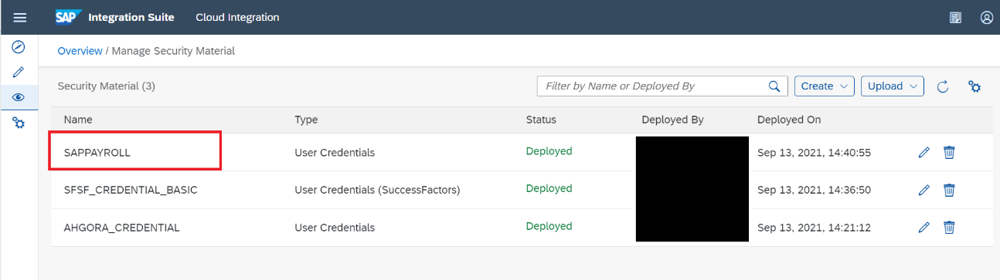 SAP Integration Suite Cloud Integration
Overview / Manage Security Material
Security Material (3) Filter by Name or Deployed By Create Upload
Name Type Status Deployed By Deployed On
SAPPAYROLL User Credentials Deployed Sep 13, 2021, 14:40:55
SFSF_CREDENTIAL_BASIC User Credentials (SuccessFactors) Deployed Sep 13, 2021, 14:36:50
AHGORA_CREDENTIAL User Credentials Deployed Sep 13, 2021, 14:21:12